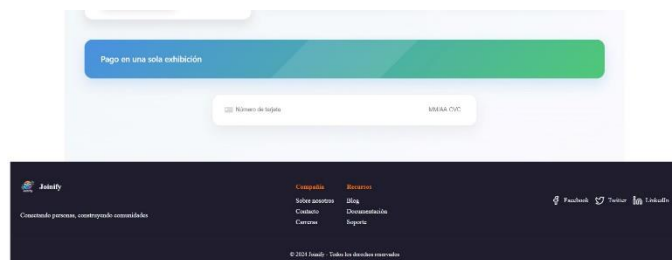 Pago en una sola exhibición
Número de tarjeta MM/AA CVC
Joinify
Conectando personas, construyendo comunidades
Compañía
Sobre nosotros
Contacto
Carreras
Recursos
Blog
Documentación
Soporte
Facebook Twitter LinkedIn
© 2024 Joinify - Todos los derechos reservados